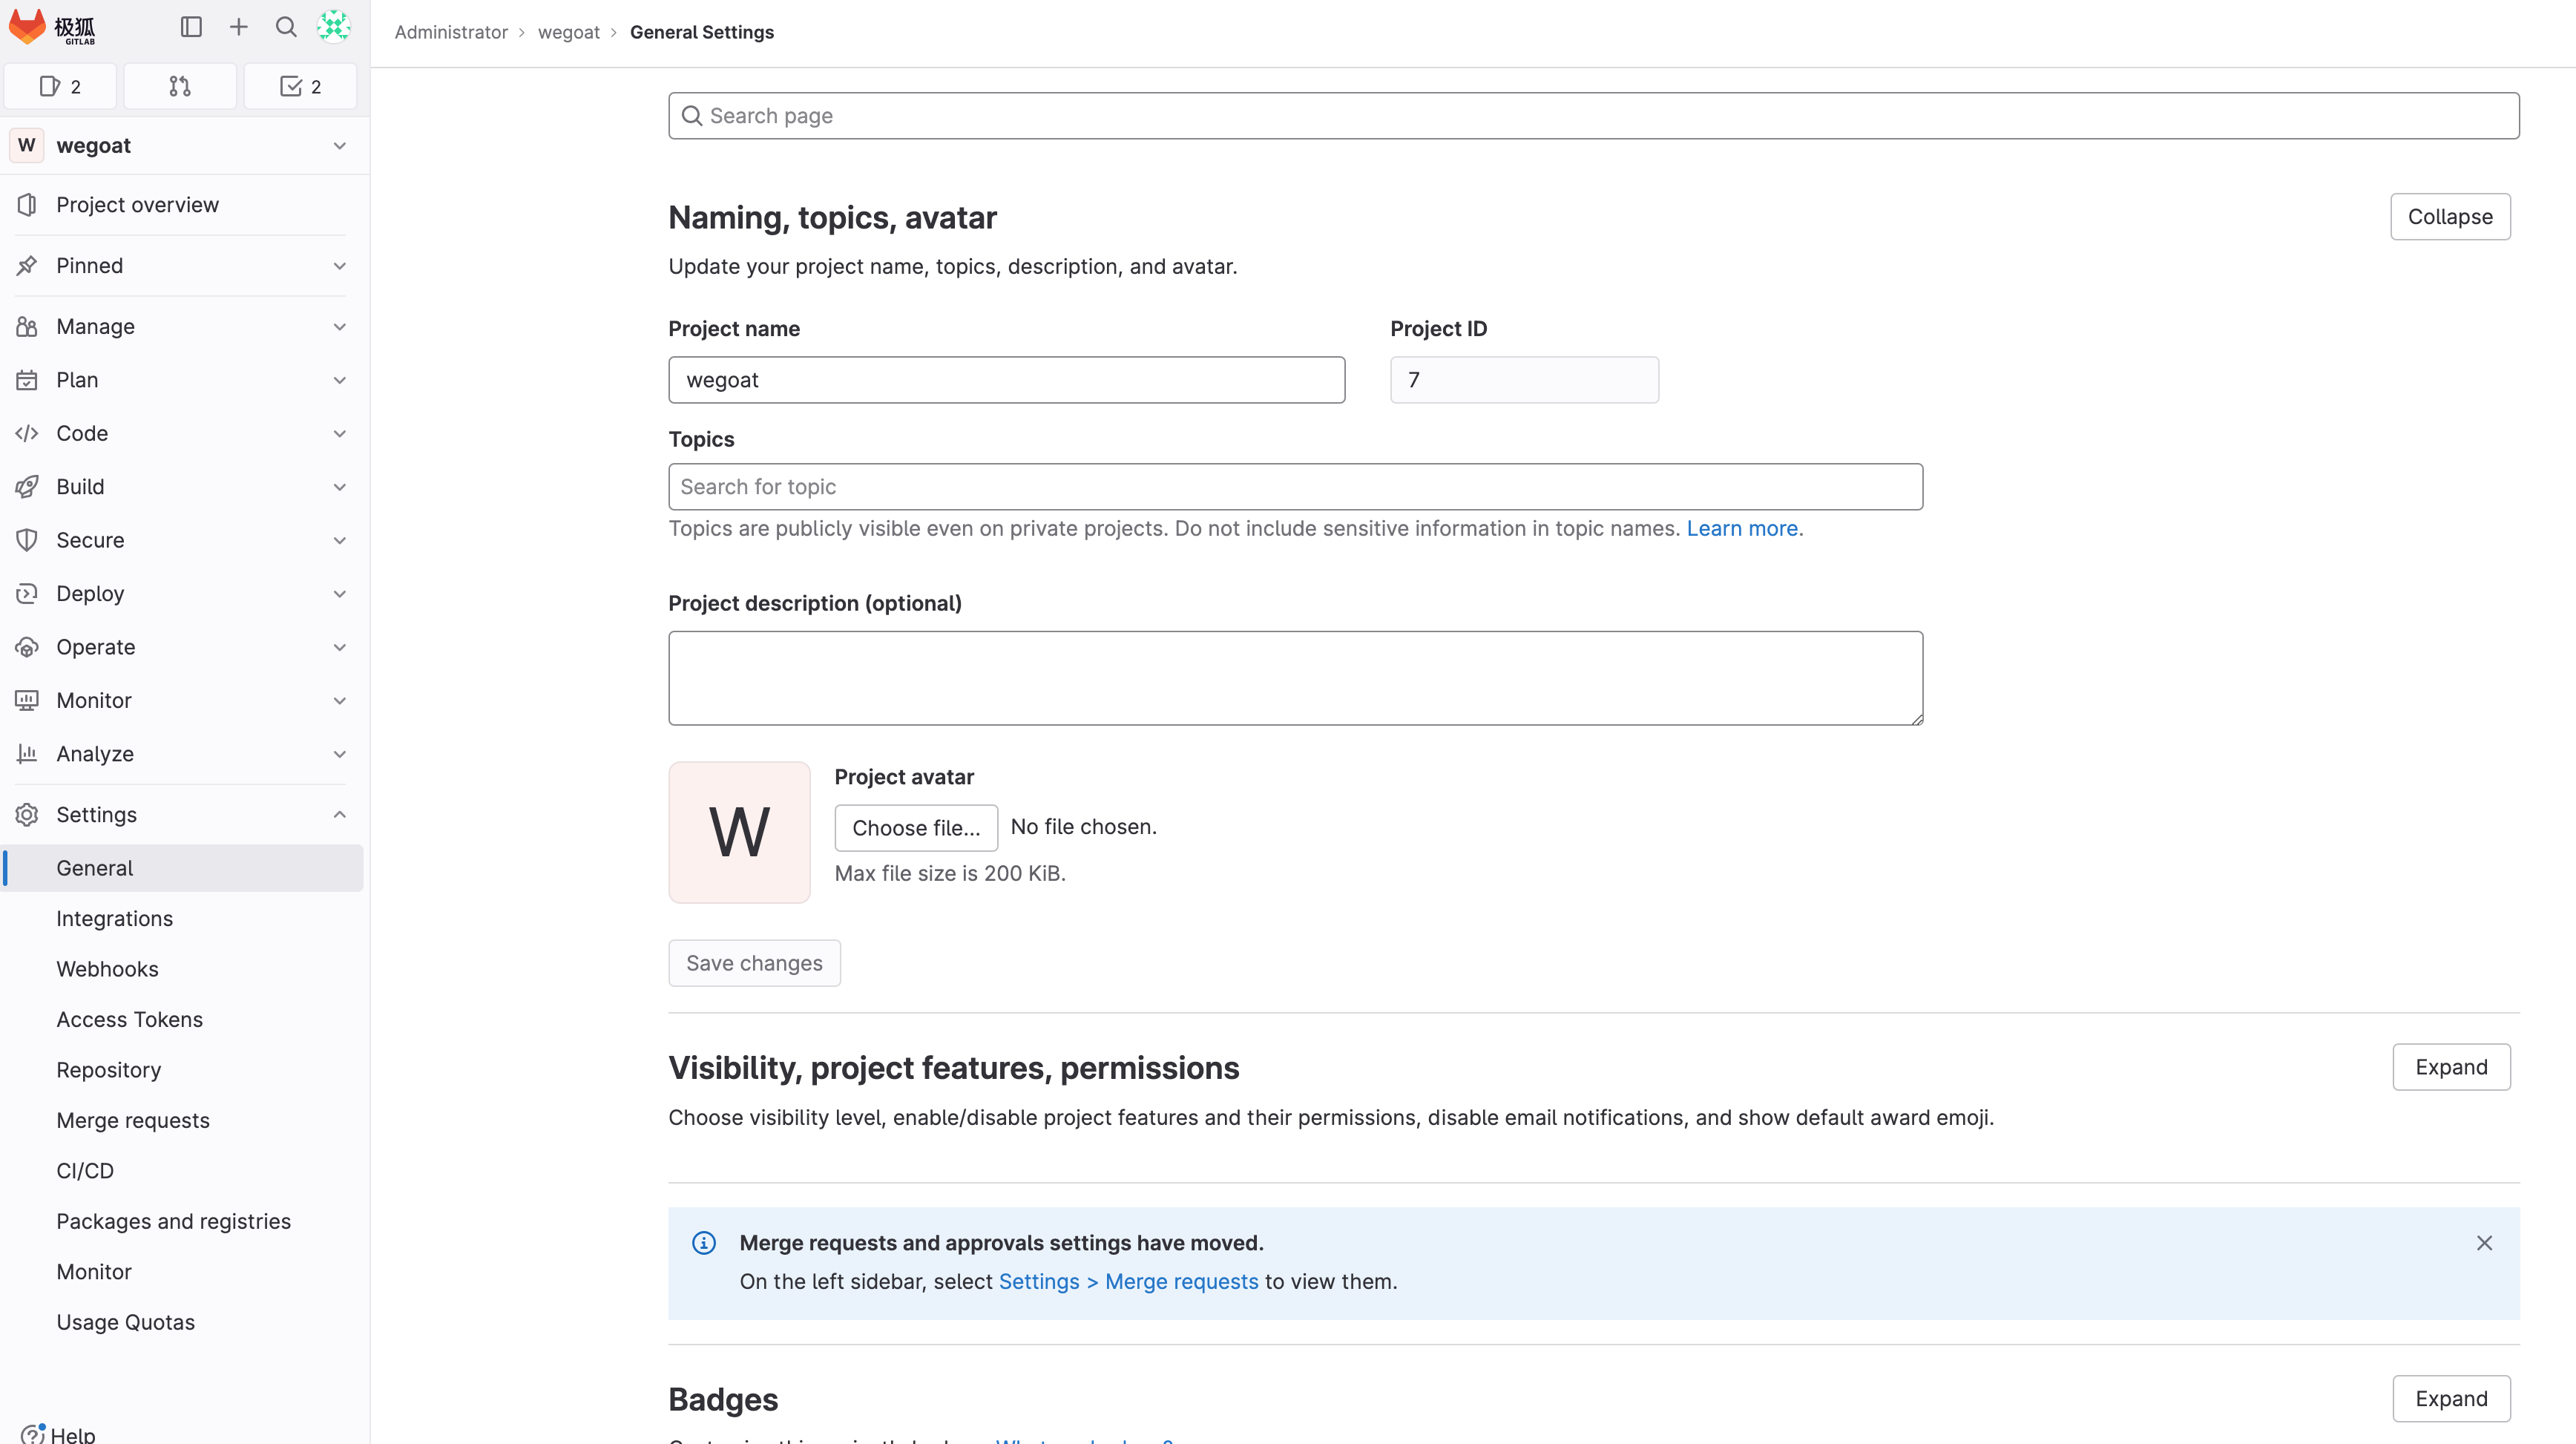 极狐
GITLAB
2
2
W wegoat
Project overview
Pinned
Manage
Plan
Code
Build
Secure
Deploy
Operate
Monitor
Analyze
Settings
General
Integrations
Webhooks
Access Tokens
Repository
Merge requests
CI/CD
Packages and registries
Monitor
Usage Quotas
Help
Administrator › wegoat › General Settings
Search page
Naming, topics, avatar
Collapse
Update your project name, topics, description, and avatar.
Project name
Project ID
wegoat
7
Topics
Search for topic
Topics are publicly visible even on private projects. Do not include sensitive information in topic names. Learn more.
Project description (optional)
W
Project avatar
Choose file... No file chosen.
Max file size is 200 KiB.
Save changes
Visibility, project features, permissions
Expand
Choose visibility level, enable/disable project features and their permissions, disable email notifications, and show default award emoji.
Merge requests and approvals settings have moved.
On the left sidebar, select Settings > Merge requests to view them.
Badges
Expand